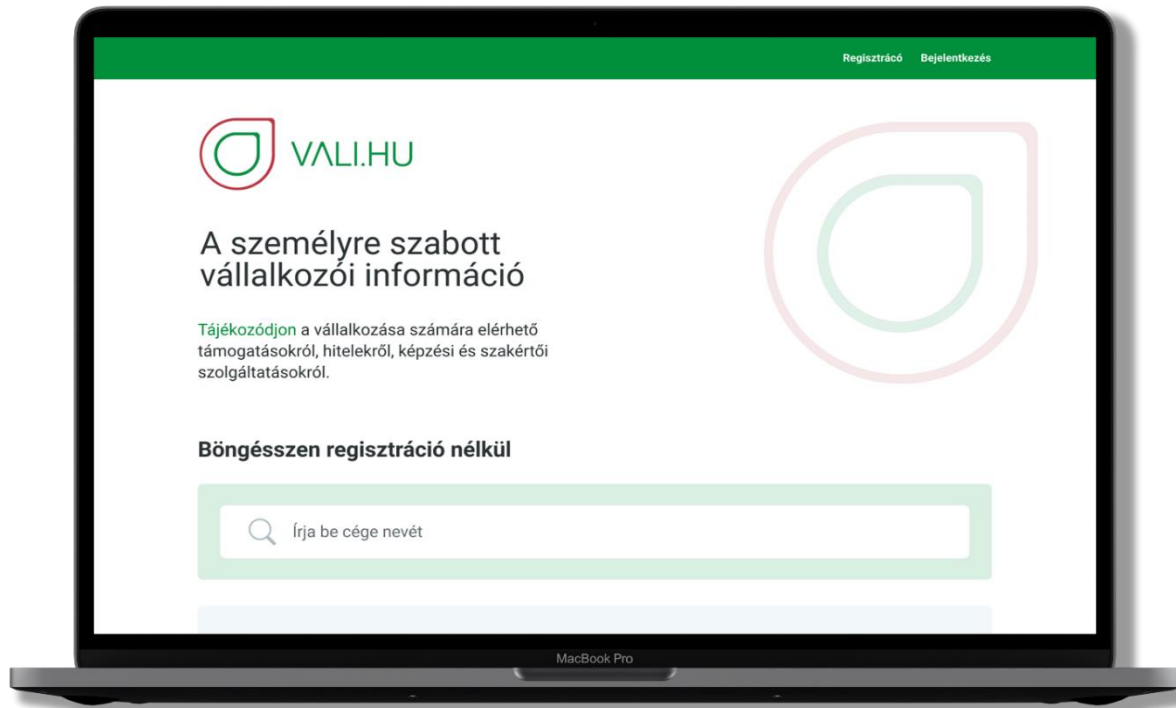 Regisztrácó Bejelentkezés
VALI.HU
A személyre szabott
vállalkozói információ
Tájékozódjon a vállalkozása számára elérhető
támogatásokról, hitelekről, képzési és szakértői
szolgáltatásokról.
Böngésszen regisztráció nélkül
Írja be cége nevét
MacBook Pro